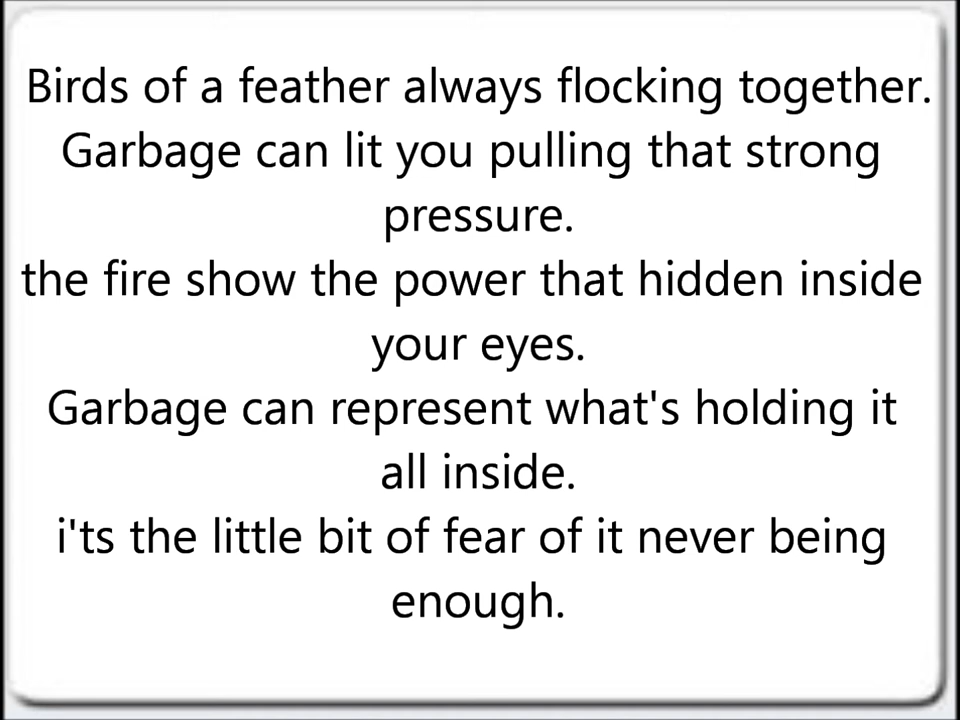 Birds of a feather always flocking together.
Garbage can lit you pulling that strong
pressure.
the fire show the power that hidden inside
your eyes.
Garbage can represent what's holding it
all inside.
i'ts the little bit of fear of it never being
enough.